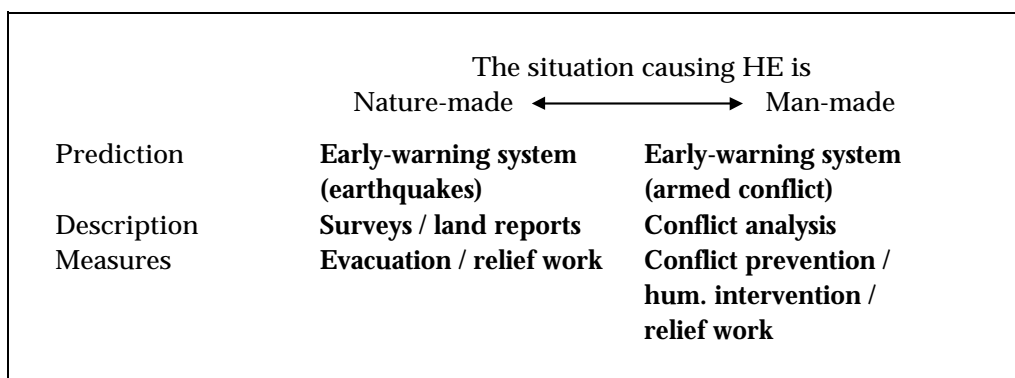 The situation causing HE is
Nature-made Man-made
Prediction Early-warning system Early-warning system
(earthquakes) (armed conflict)
Description Surveys / land reports Conflict analysis
Measures Evacuation / relief work Conflict prevention /
hum. intervention /
relief work